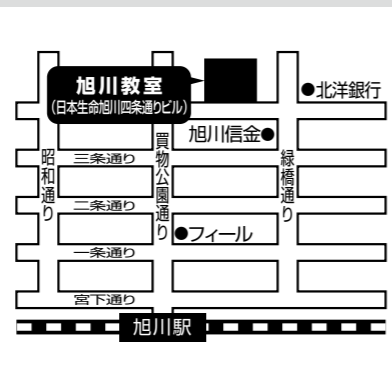 旭川教室
(日本生命旭川四条通りビル)
●北洋銀行
旭川信金●
昭和通り
買物公園通り
緑橋通り
三条通り
二条通り
●フィール
一条通り
宮下通り
旭川駅